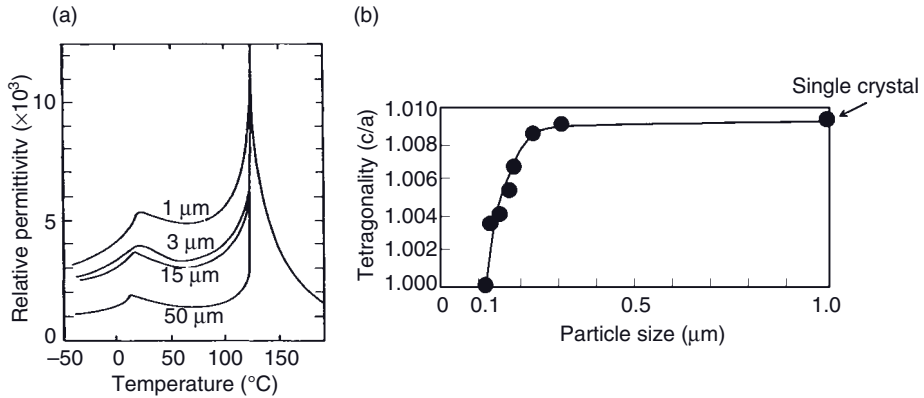 (a)
Relative permittivitv (×10³)
10
5
0
1 μm
3 μm
15 μm
50 μm
–50 0 50 100 150
Temperature (°C)
(b)
Single crystal
Tetragonality (c/a)
1.010
1.008
1.006
1.004
1.002
1.000
0 0.1 0.5 1.0
Particle size (μm)